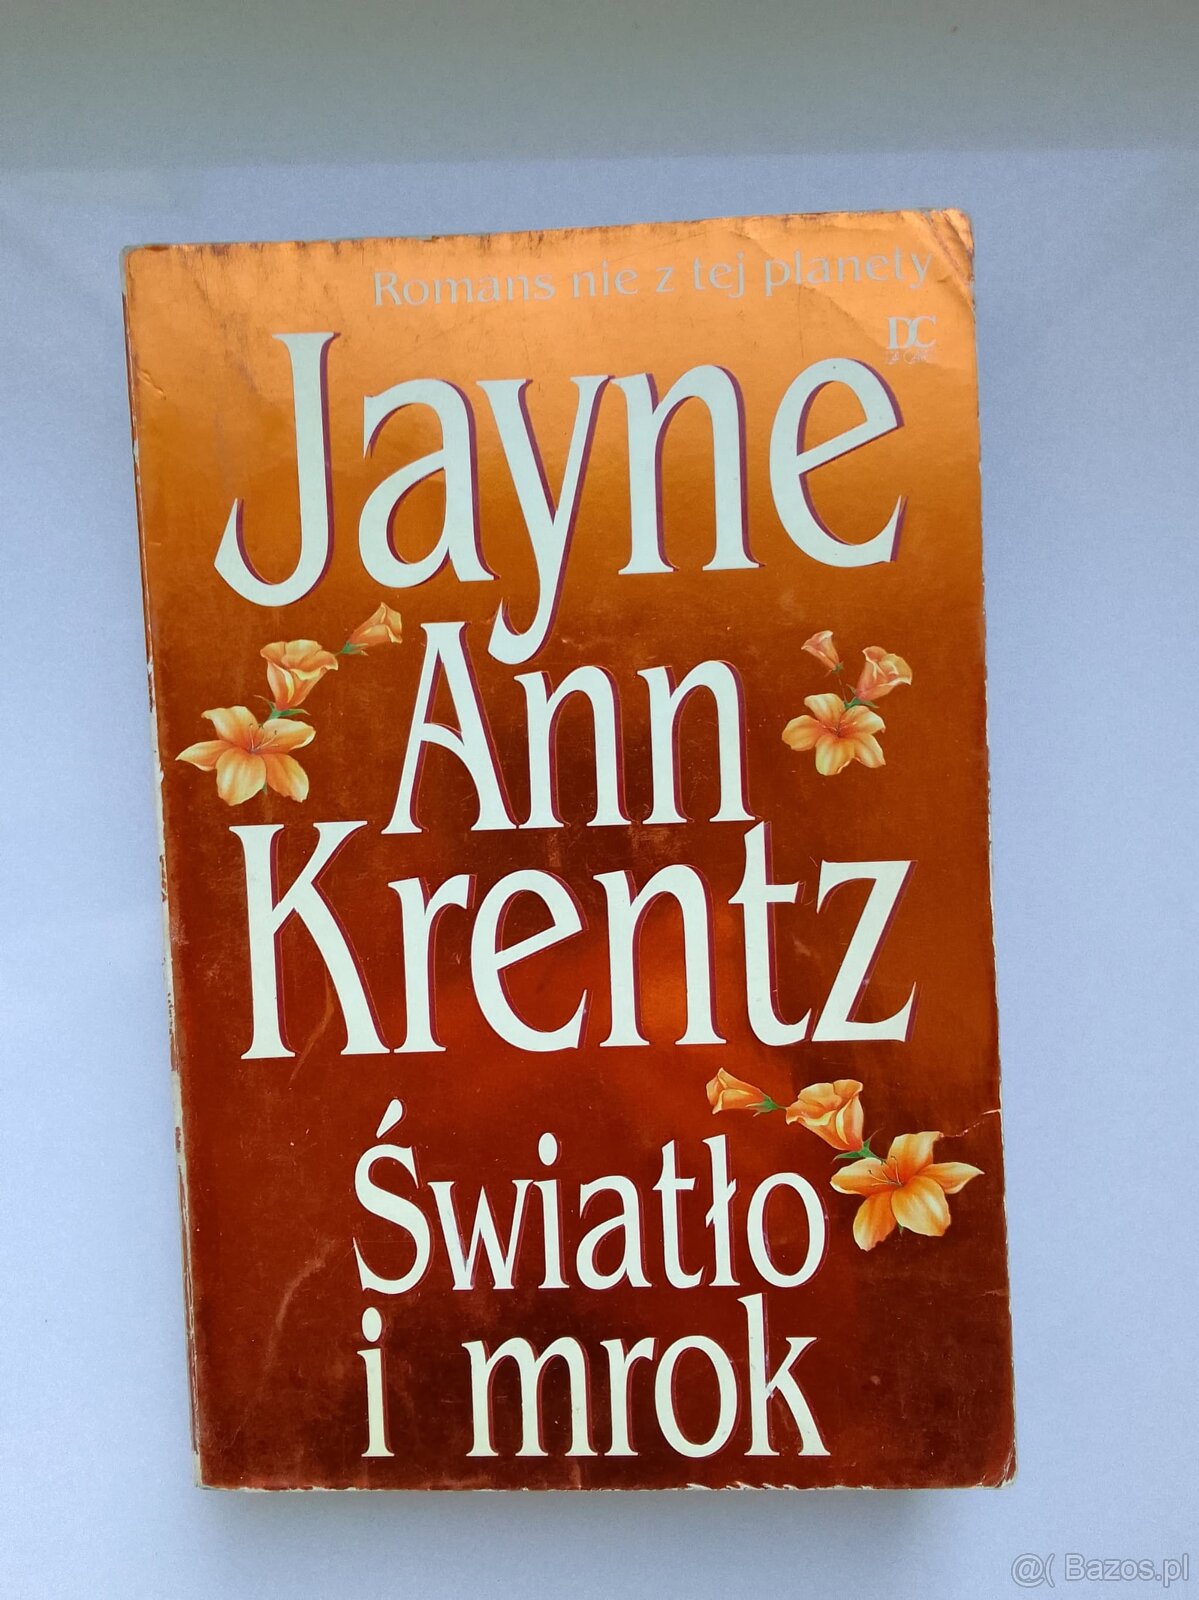 Romans nie z tej planety
DC
Jayne
Ann
Krentz
Światło
i mrok
@( Bazos.pl